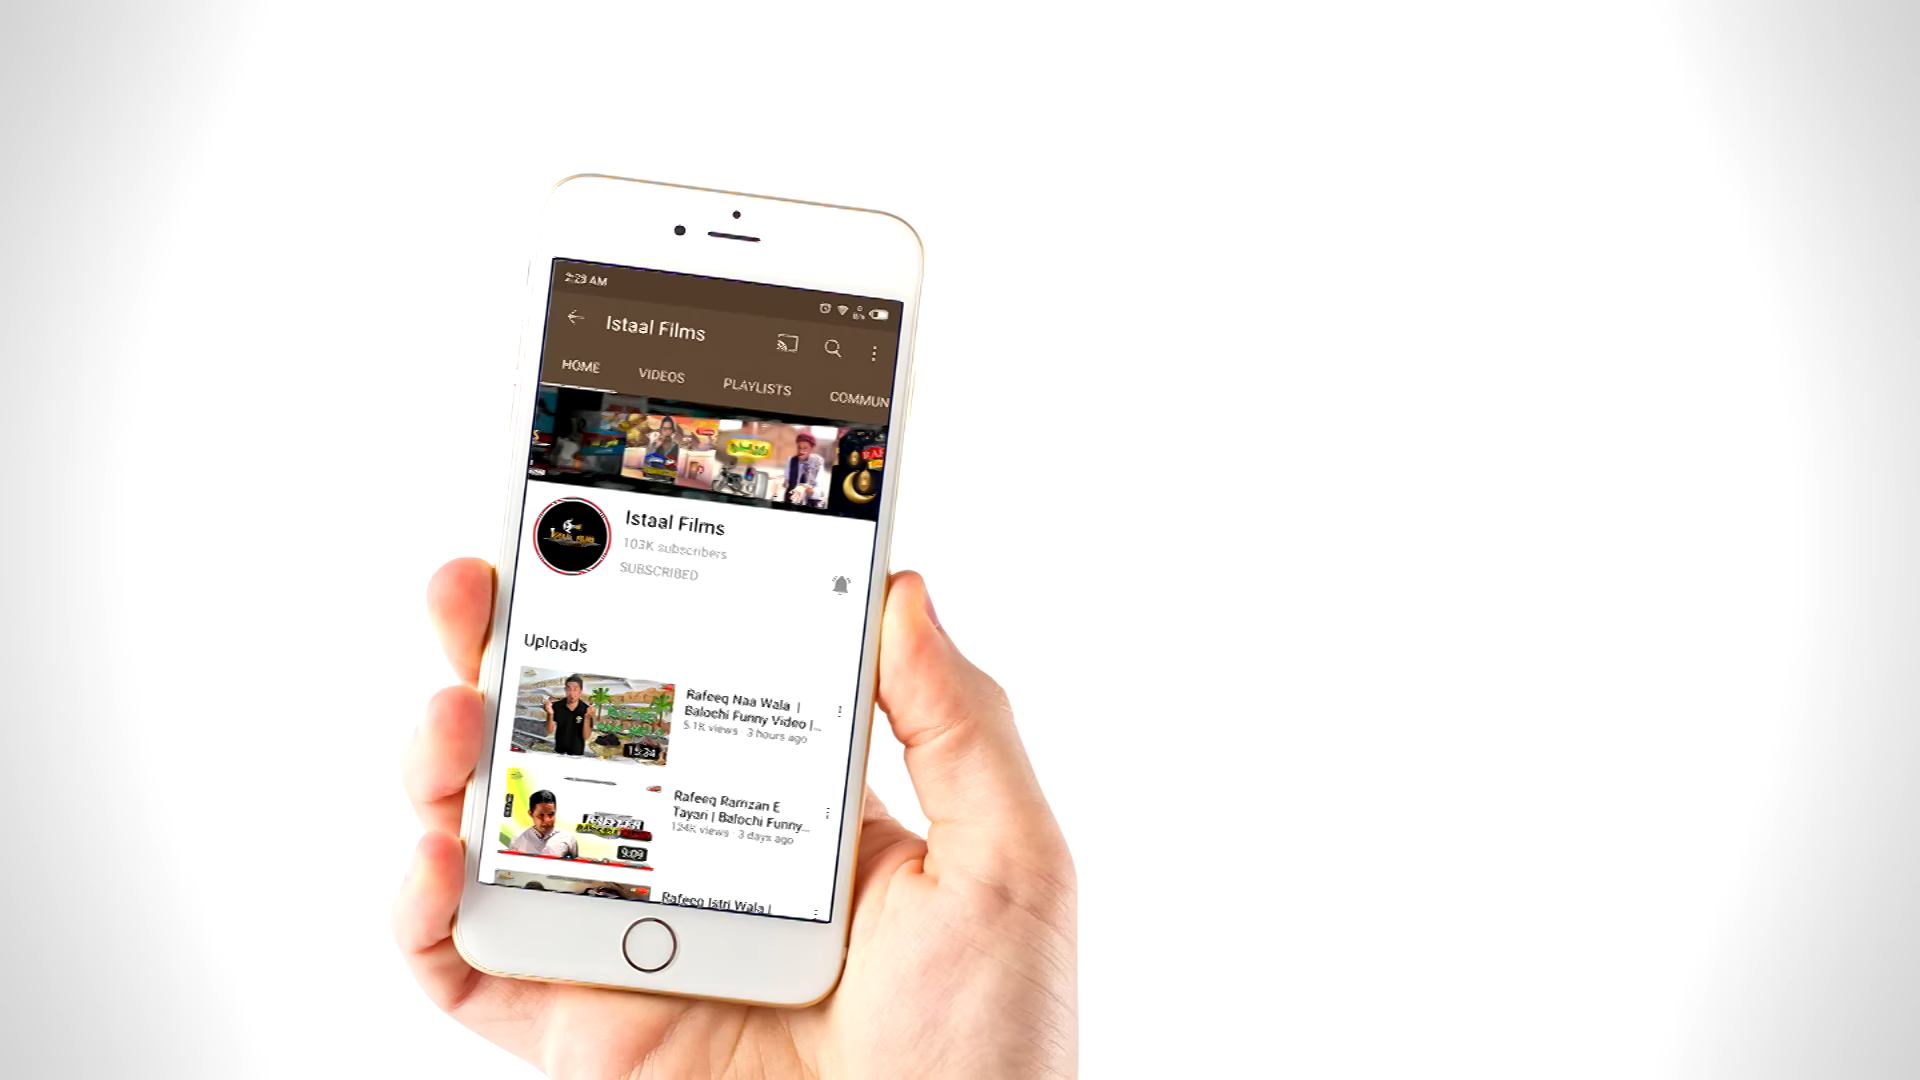 2:23 AM
Istaal Films
HOME VIDEOS PLAYLISTS COMMUN
Istaal Films
103K subscribers
SUBSCRIBED
Uploads
Rafeeq Naa Wala |
Balochi Funny Video |...
5.1K views · 3 hours ago
15:34
Rafeeq Ramzan E
Tayari | Balochi Funny...
124K views · 3 days ago
RAFEEQ
9:09
Rafeeq Istri Wala |